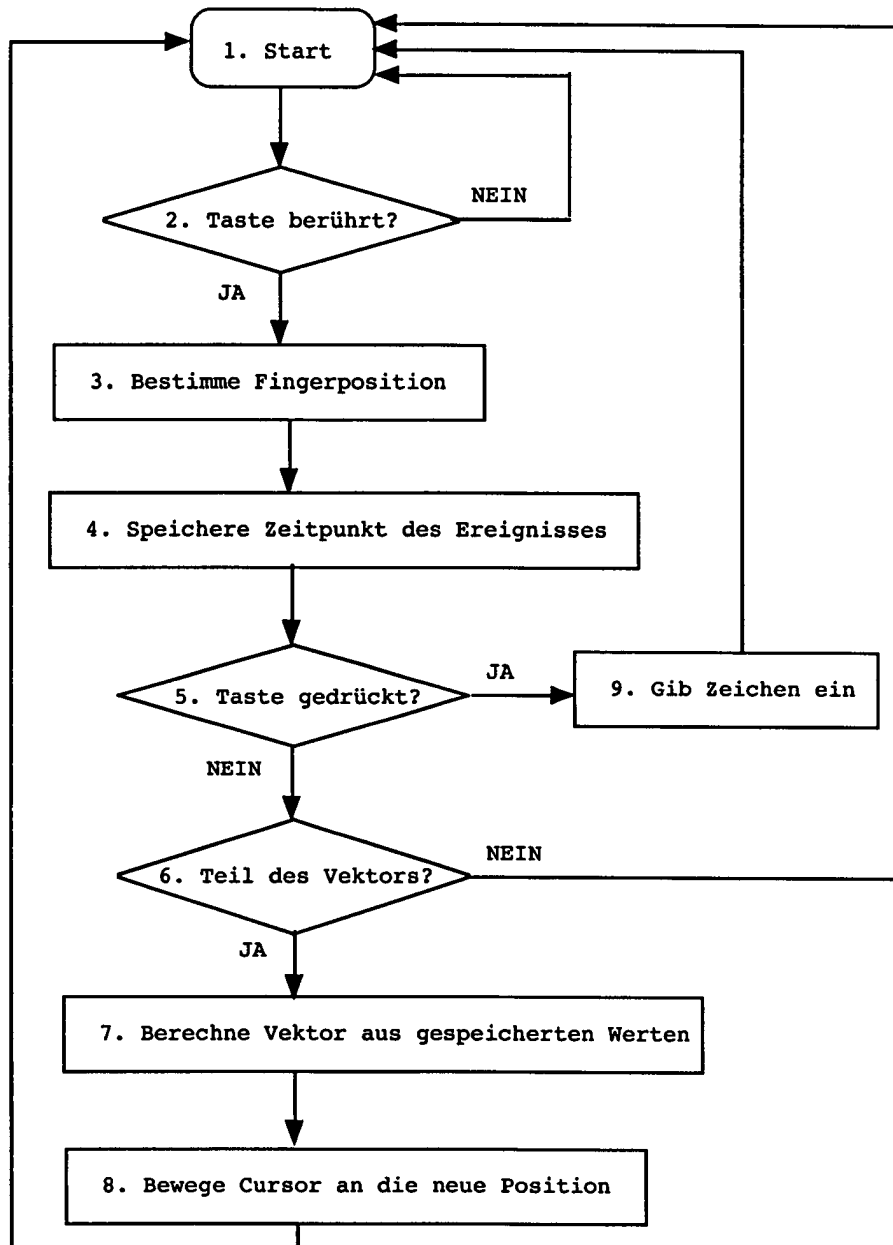 1. Start
2. Taste berührt?
NEIN
JA
3. Bestimme Fingerposition
4. Speichere Zeitpunkt des Ereignisses
5. Taste gedrückt?
JA
9. Gib Zeichen ein
NEIN
6. Teil des Vektors?
NEIN
JA
7. Berechne Vektor aus gespeicherten Werten
8. Bewege Cursor an die neue Position